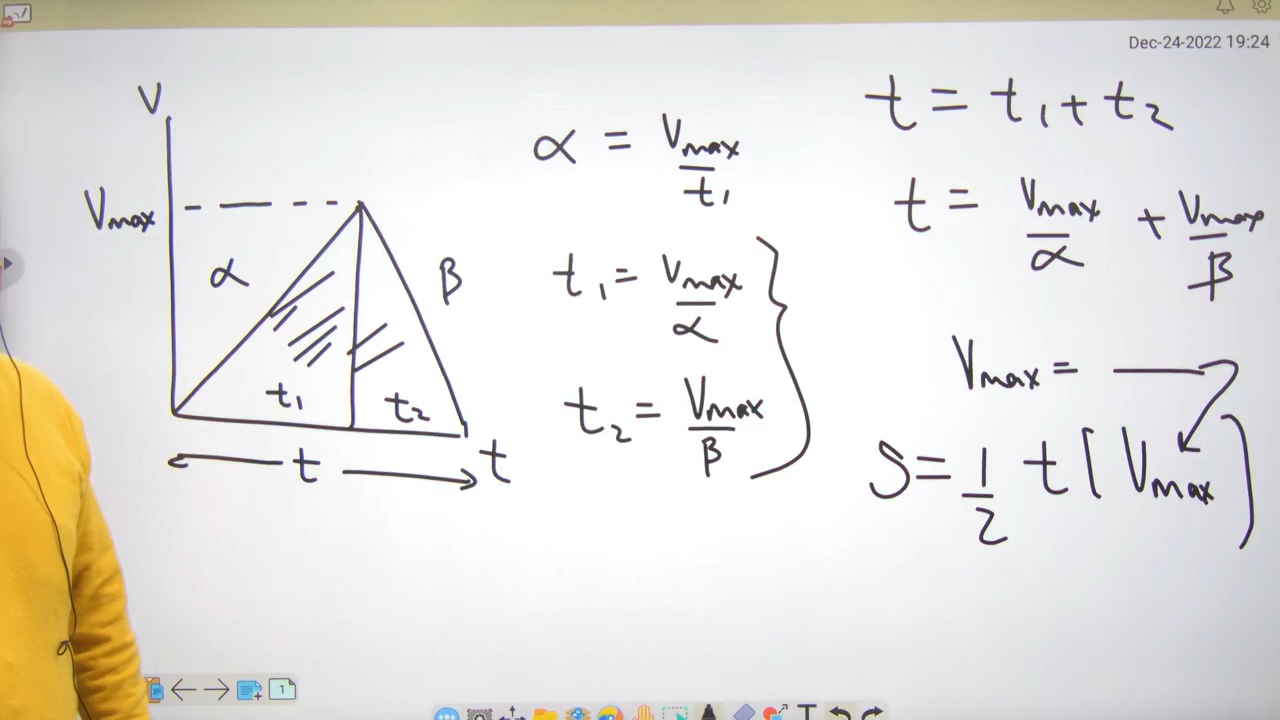 Dec-24-2022 19:24
V
Vmax
α
β
t₁
t₂
t
t
α = Vmax/t₁
t₁ = Vmax/α
t₂ = Vmax/β
t = t₁ + t₂
t = Vmax/α + Vmax/β
Vmax =
S = 1/2 t [Vmax)
1
T